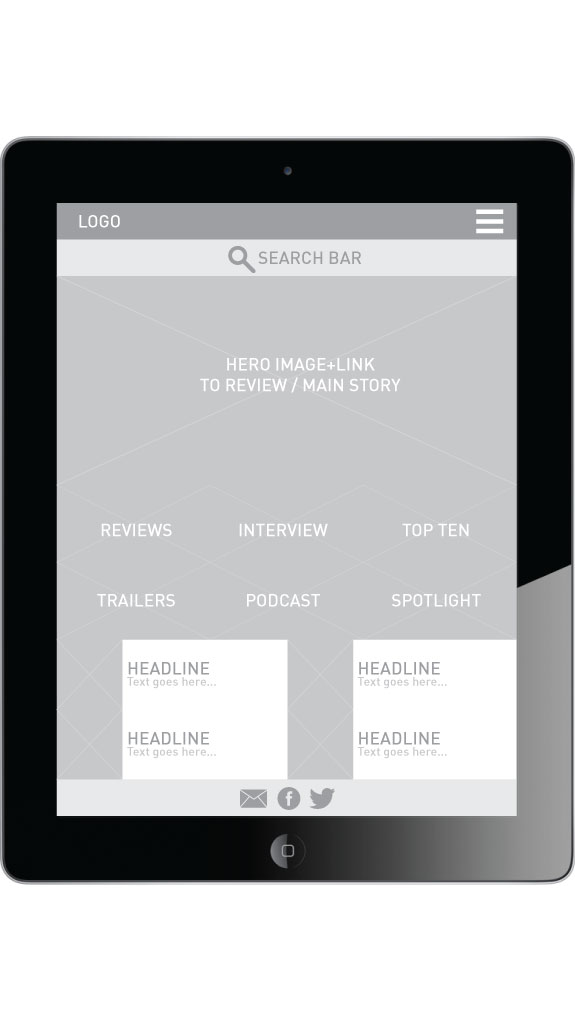 LOGO
SEARCH BAR
HERO IMAGE+LINK
TO REVIEW / MAIN STORY
REVIEWS
INTERVIEW
TOP TEN
TRAILERS
PODCAST
SPOTLIGHT
HEADLINE
Text goes here...
HEADLINE
Text goes here...
HEADLINE
Text goes here...
HEADLINE
Text goes here...